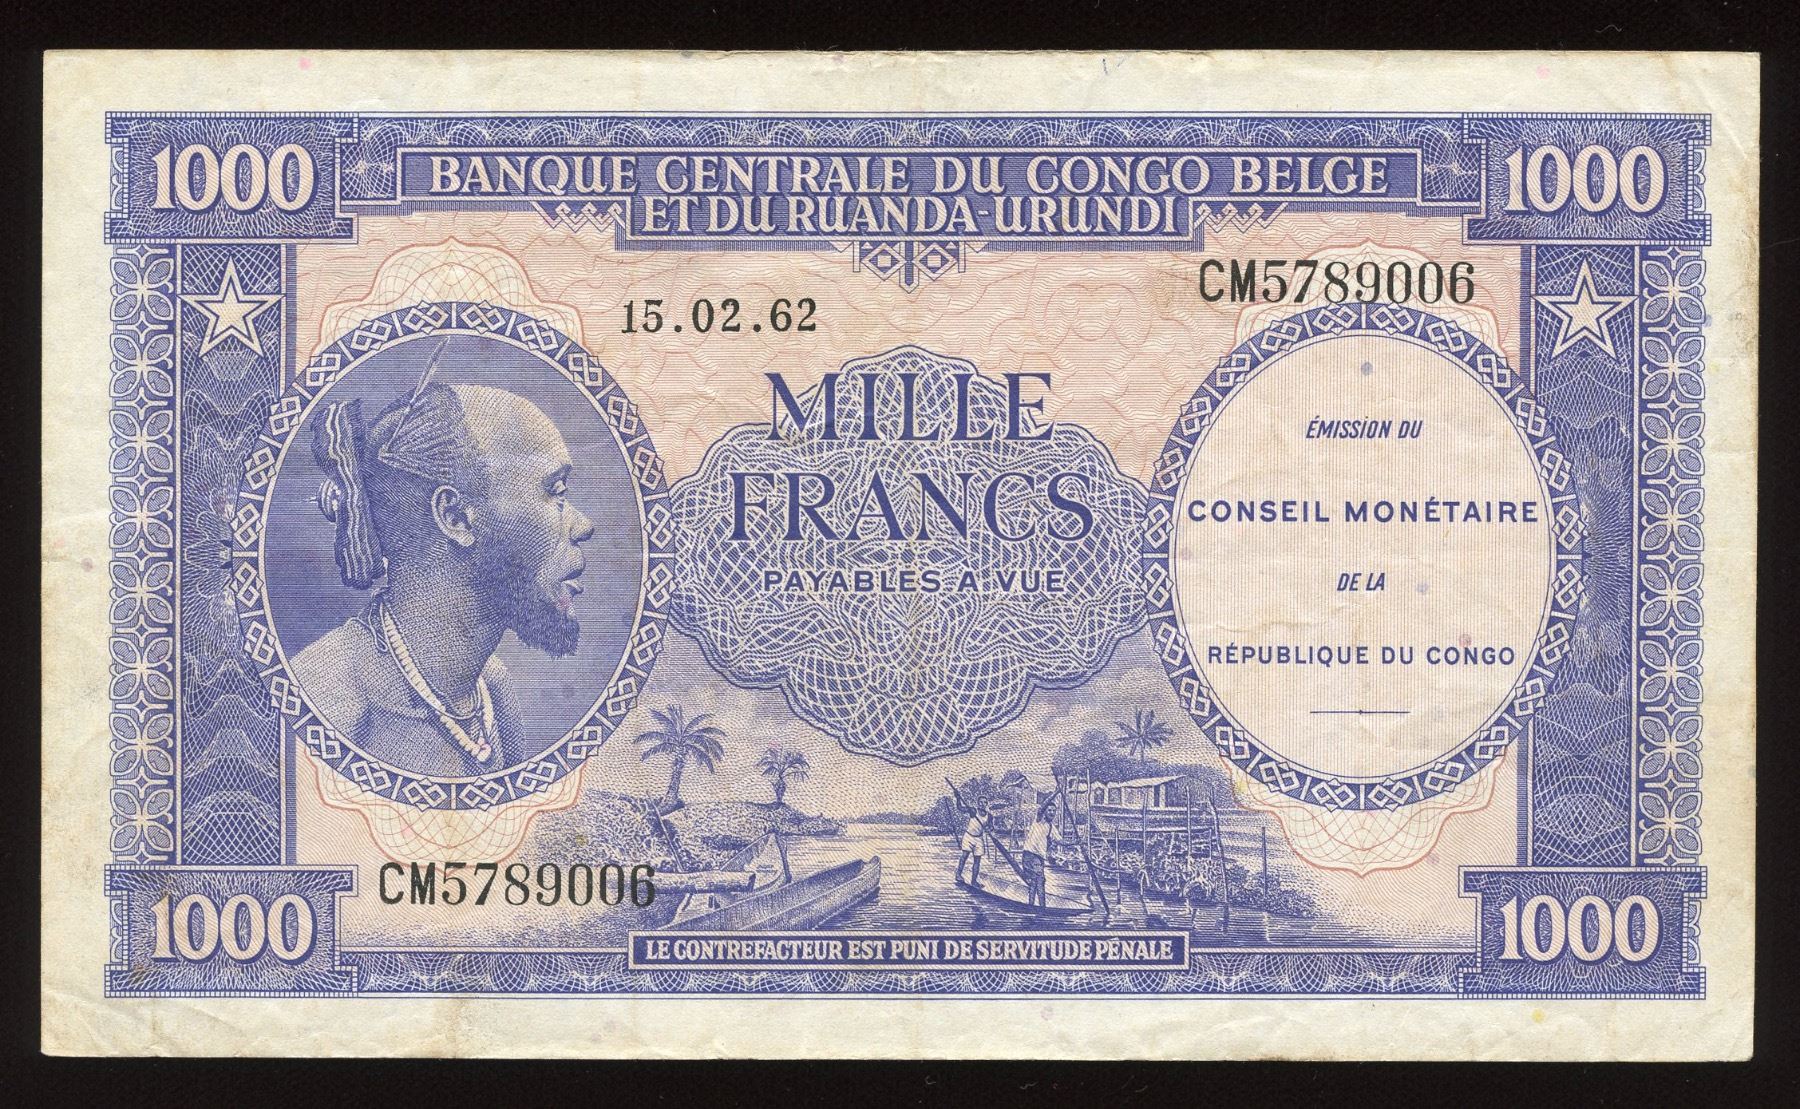 1000
BANQUE CENTRALE DU CONGO BELGE
ET DU RUANDA-URUNDI
1000
CM5789006
15.02.62
MILLE
FRANCS
PAYABLES A VUE
ÉMISSION DU
CONSEIL MONÉTAIRE
DE LA
RÉPUBLIQUE DU CONGO
CM5789006
1000
LE CONTREFACTEUR EST PUNI DE SERVITUDE PÉNALE
1000